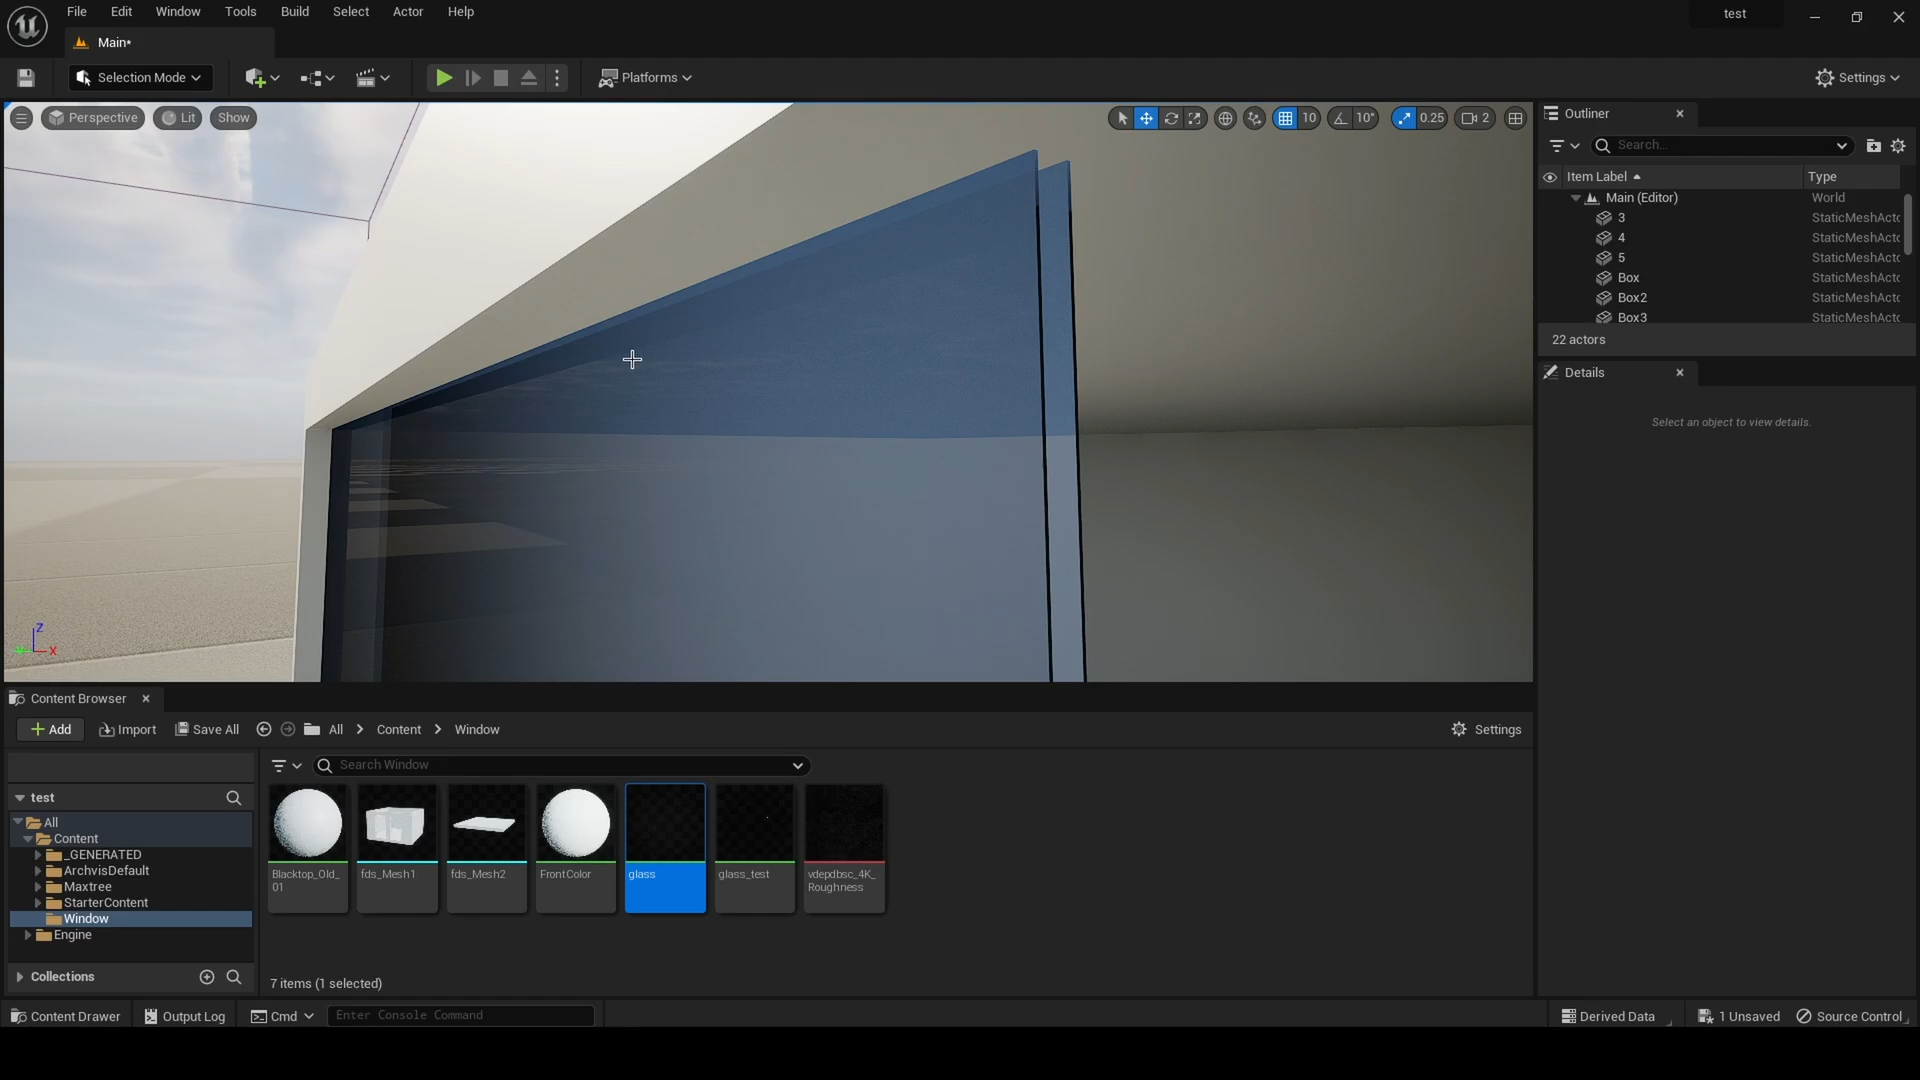 File Edit Window Tools Build Select Actor Help
test
Main*
Selection Mode
Platforms
Settings
Perspective
Lit
Show
10
10°
0.25
2
Z
X
Outliner
Search...
Item Label
Type
Main (Editor) World
3 StaticMeshActo
4 StaticMeshActo
5 StaticMeshActo
Box StaticMeshActo
Box2 StaticMeshActo
Box3 StaticMeshActo
22 actors
Details
Select an object to view details.
Content Browser
Add
Import
Save All
All
Content
Window
Settings
Search Window
test
All
Content
_GENERATED
ArchvisDefault
Maxtree
StarterContent
Window
Engine
Collections
Blacktop_Old_
01
fds_Mesh1
fds_Mesh2
FrontColor
glass
glass_test
vdepdbsc_4K_
Roughness
7 items (1 selected)
Content Drawer
Output Log
Cmd
Enter Console Command
Derived Data
1 Unsaved
Source Control